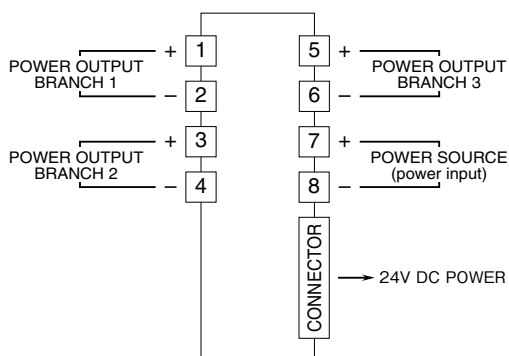 + 1
POWER OUTPUT
BRANCH 1
− 2
+ 3
POWER OUTPUT
BRANCH 2
− 4
5 +
POWER OUTPUT
BRANCH 3
6 −
7 +
POWER SOURCE
(power input)
8 −
CONNECTOR
24V DC POWER